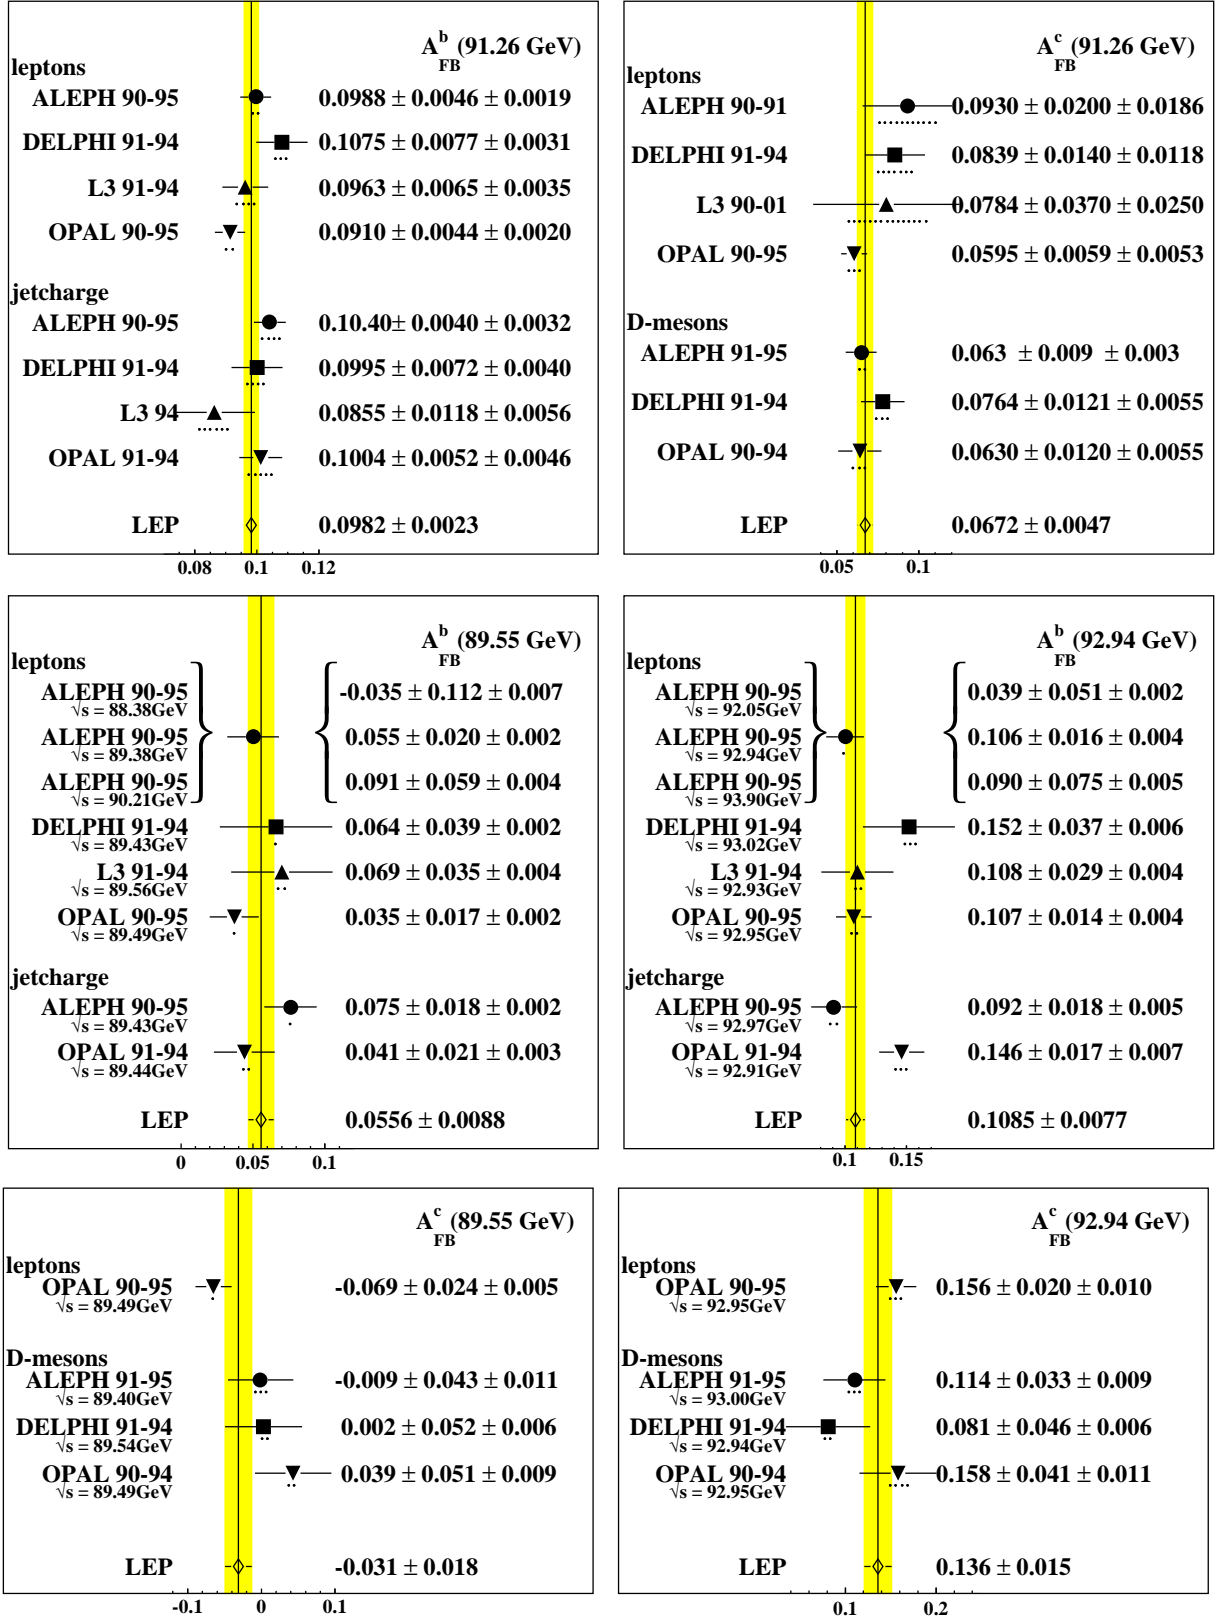 A^b_FB (91.26 GeV)
leptons
ALEPH 90-95 0.0988 ± 0.0046 ± 0.0019
DELPHI 91-94 0.1075 ± 0.0077 ± 0.0031
L3 91-94 0.0963 ± 0.0065 ± 0.0035
OPAL 90-95 0.0910 ± 0.0044 ± 0.0020
jetcharge
ALEPH 90-95 0.10.40± 0.0040 ± 0.0032
DELPHI 91-94 0.0995 ± 0.0072 ± 0.0040
L3 94 0.0855 ± 0.0118 ± 0.0056
OPAL 91-94 0.1004 ± 0.0052 ± 0.0046
LEP 0.0982 ± 0.0023
0.08 0.1 0.12
A^c_FB (91.26 GeV)
leptons
ALEPH 90-91 0.0930 ± 0.0200 ± 0.0186
DELPHI 91-94 0.0839 ± 0.0140 ± 0.0118
L3 90-01 0.0784 ± 0.0370 ± 0.0250
OPAL 90-95 0.0595 ± 0.0059 ± 0.0053
D-mesons
ALEPH 91-95 0.063 ± 0.009 ± 0.003
DELPHI 91-94 0.0764 ± 0.0121 ± 0.0055
OPAL 90-94 0.0630 ± 0.0120 ± 0.0055
LEP 0.0672 ± 0.0047
0.05 0.1
A^b_FB (89.55 GeV)
leptons
ALEPH 90-95 -0.035 ± 0.112 ± 0.007
√s = 88.38GeV
ALEPH 90-95 0.055 ± 0.020 ± 0.002
√s = 89.38GeV
ALEPH 90-95 0.091 ± 0.059 ± 0.004
√s = 90.21GeV
DELPHI 91-94 0.064 ± 0.039 ± 0.002
√s = 89.43GeV
L3 91-94 0.069 ± 0.035 ± 0.004
√s = 89.56GeV
OPAL 90-95 0.035 ± 0.017 ± 0.002
√s = 89.49GeV
jetcharge
ALEPH 90-95 0.075 ± 0.018 ± 0.002
√s = 89.43GeV
OPAL 91-94 0.041 ± 0.021 ± 0.003
√s = 89.44GeV
LEP 0.0556 ± 0.0088
0 0.05 0.1
A^b_FB (92.94 GeV)
leptons
ALEPH 90-95 0.039 ± 0.051 ± 0.002
√s = 92.05GeV
ALEPH 90-95 0.106 ± 0.016 ± 0.004
√s = 92.94GeV
ALEPH 90-95 0.090 ± 0.075 ± 0.005
√s = 93.90GeV
DELPHI 91-94 0.152 ± 0.037 ± 0.006
√s = 93.02GeV
L3 91-94 0.108 ± 0.029 ± 0.004
√s = 92.93GeV
OPAL 90-95 0.107 ± 0.014 ± 0.004
√s = 92.95GeV
jetcharge
ALEPH 90-95 0.092 ± 0.018 ± 0.005
√s = 92.97GeV
OPAL 91-94 0.146 ± 0.017 ± 0.007
√s = 92.91GeV
LEP 0.1085 ± 0.0077
0.1 0.15
A^c_FB (89.55 GeV)
leptons
OPAL 90-95 -0.069 ± 0.024 ± 0.005
√s = 89.49GeV
D-mesons
ALEPH 91-95 -0.009 ± 0.043 ± 0.011
√s = 89.40GeV
DELPHI 91-94 0.002 ± 0.052 ± 0.006
√s = 89.54GeV
OPAL 90-94 0.039 ± 0.051 ± 0.009
√s = 89.49GeV
LEP -0.031 ± 0.018
-0.1 0 0.1
A^c_FB (92.94 GeV)
leptons
OPAL 90-95 0.156 ± 0.020 ± 0.010
√s = 92.95GeV
D-mesons
ALEPH 91-95 0.114 ± 0.033 ± 0.009
√s = 93.00GeV
DELPHI 91-94 0.081 ± 0.046 ± 0.006
√s = 92.94GeV
OPAL 90-94 0.158 ± 0.041 ± 0.011
√s = 92.95GeV
LEP 0.136 ± 0.015
0.1 0.2